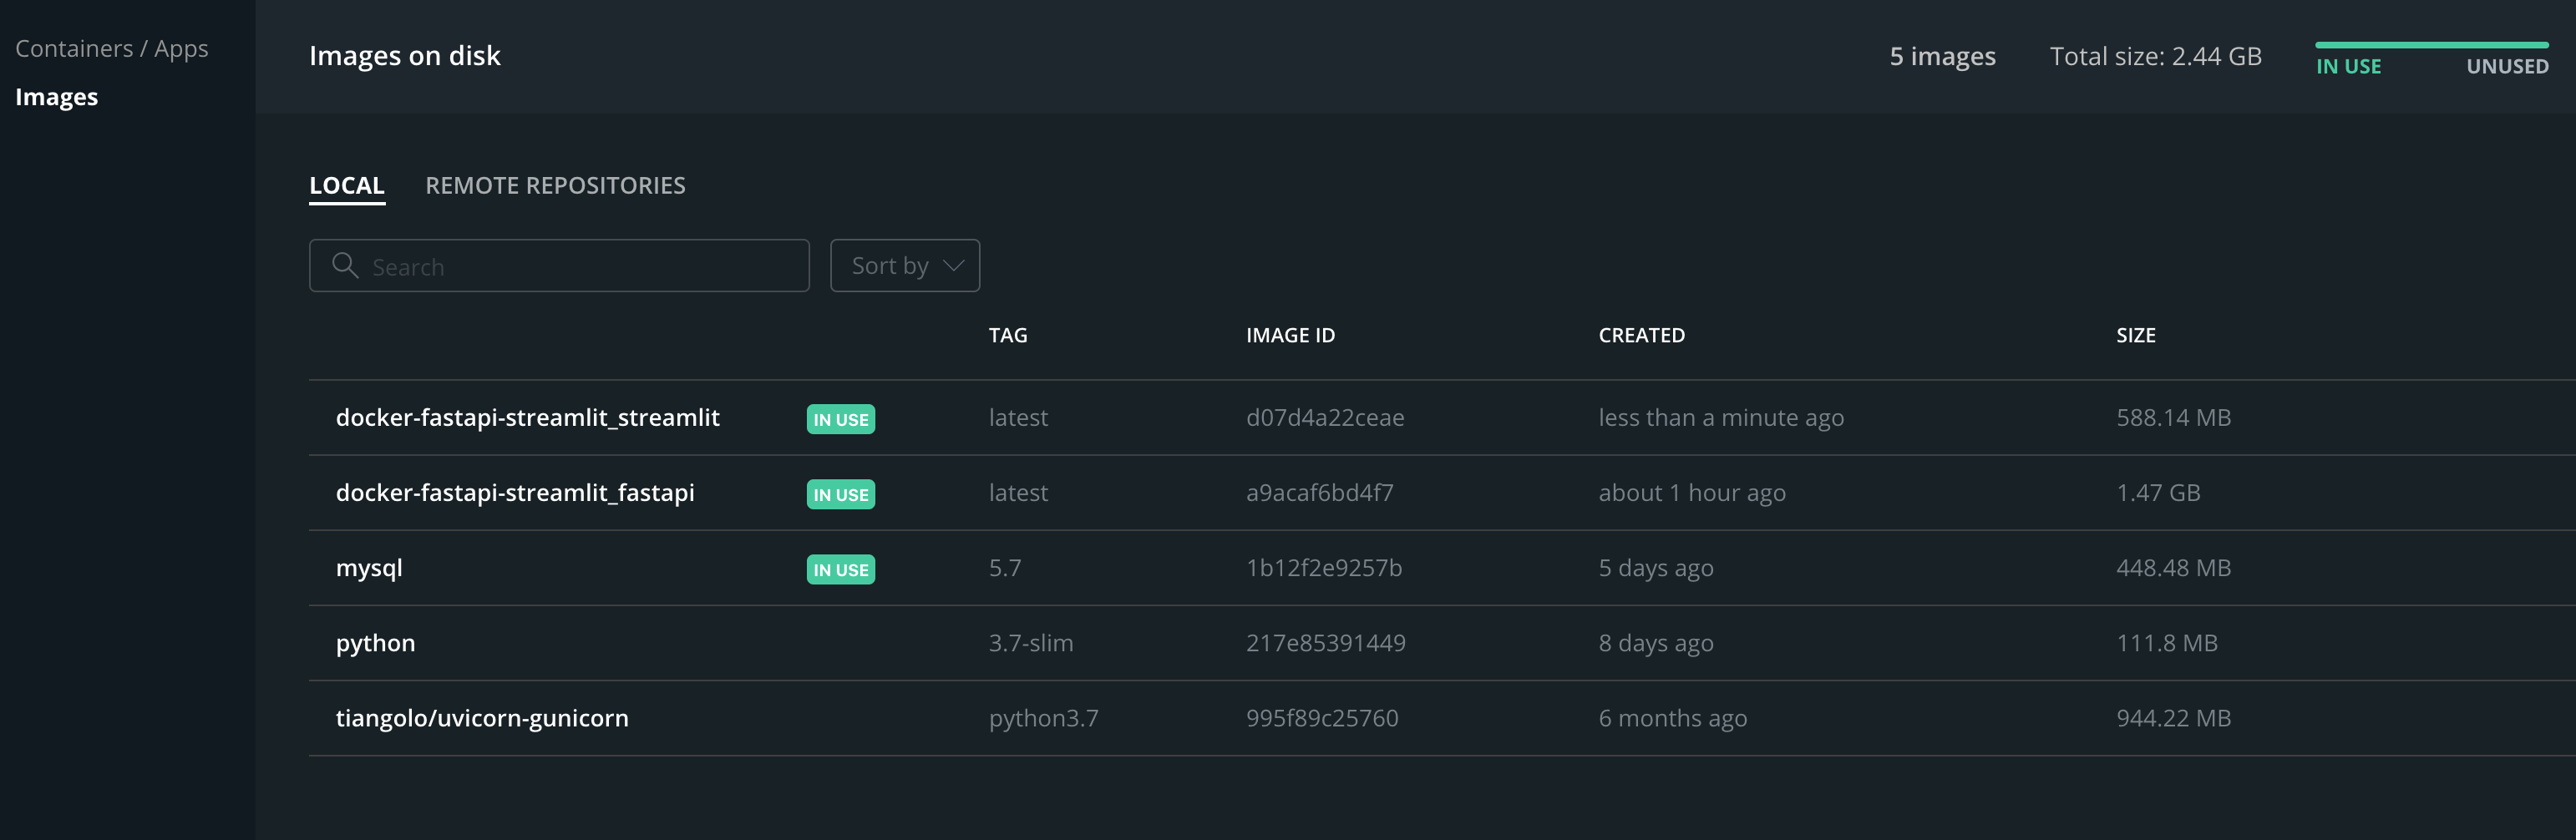 Containers / Apps
Images
Images on disk
5 images Total size: 2.44 GB IN USE UNUSED
LOCAL REMOTE REPOSITORIES
Search Sort by
TAG IMAGE ID CREATED SIZE
docker-fastapi-streamlit_streamlit IN USE latest d07d4a22ceae less than a minute ago 588.14 MB
docker-fastapi-streamlit_fastapi IN USE latest a9acaf6bd4f7 about 1 hour ago 1.47 GB
mysql IN USE 5.7 1b12f2e9257b 5 days ago 448.48 MB
python 3.7-slim 217e85391449 8 days ago 111.8 MB
tiangolo/uvicorn-gunicorn python3.7 995f89c25760 6 months ago 944.22 MB